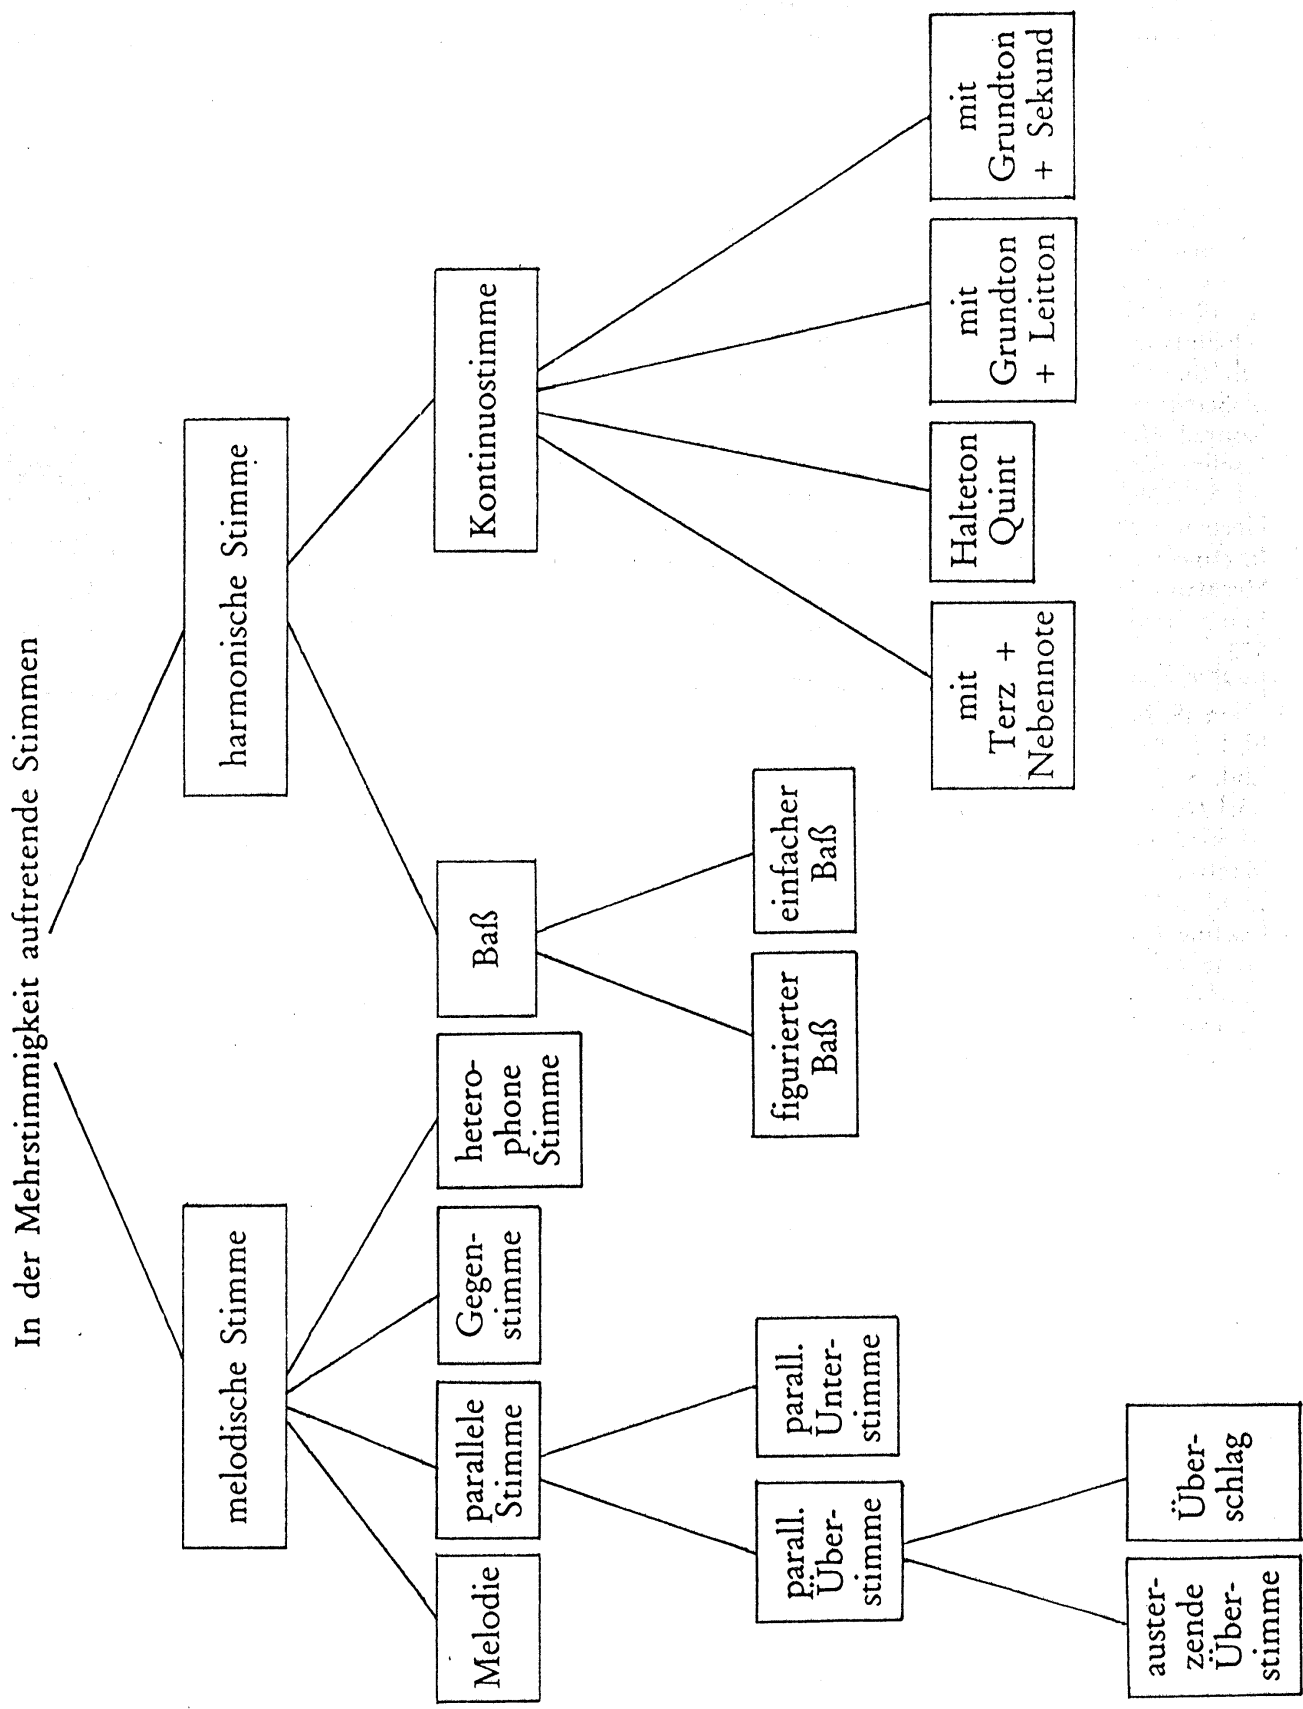 In der Mehrstimmigkeit auftretende Stimmen
melodische Stimme
harmonische Stimme
Melodie
parallele
Stimme
Gegen-
stimme
hetero-
phone
Stimme
Baß
Kontinuostimme
parall.
Über-
stimme
parall.
Unter-
stimme
figurierter
Baß
einfacher
Baß
mit
Terz +
Nebennote
Halteton
Quint
mit
Grundton
+ Leitton
mit
Grundton
+ Sekund
auster-
zende
Über-
stimme
Über-
schlag